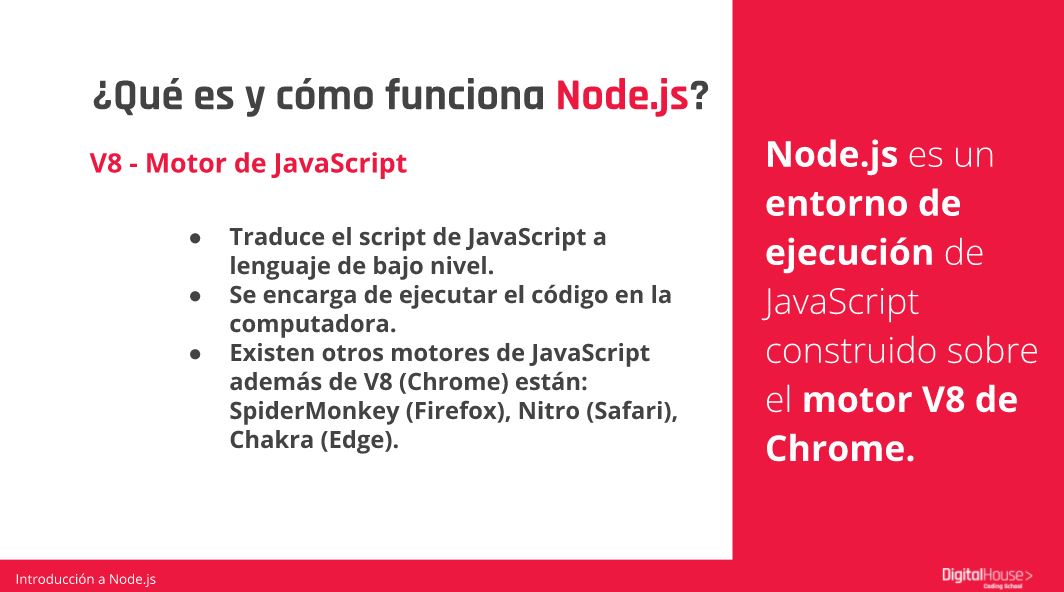 ¿Qué es y cómo funciona Node.js?
V8 - Motor de JavaScript
● Traduce el script de JavaScript a
lenguaje de bajo nivel.
● Se encarga de ejecutar el código en la
computadora.
● Existen otros motores de JavaScript
además de V8 (Chrome) están:
SpiderMonkey (Firefox), Nitro (Safari),
Chakra (Edge).
Node.js es un
entorno de
ejecución de
JavaScript
construido sobre
el motor V8 de
Chrome.
Introducción a Node.js
DigitalHouse>
Coding School